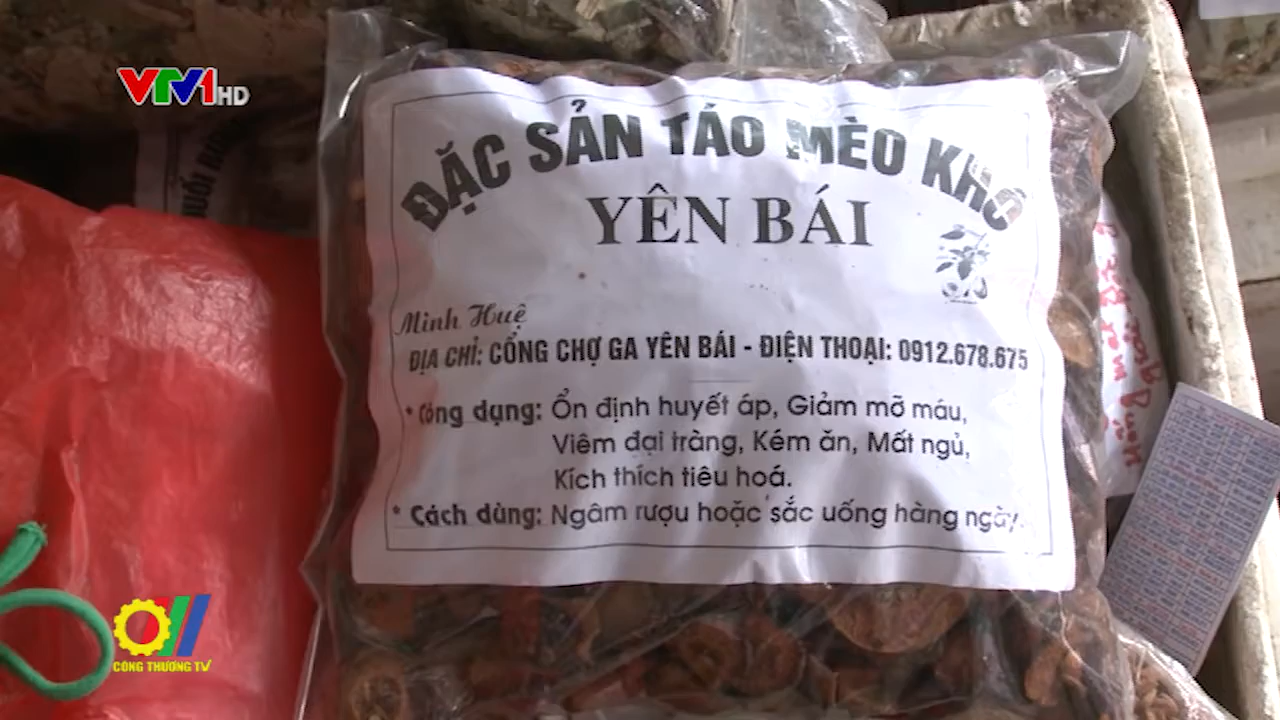 VTV1 HD
ĐẶC SẢN TÁO MÈO KHÔ
YÊN BÁI
Minh Huệ
ĐỊA CHỈ: CỔNG CHỢ GA YÊN BÁI - ĐIỆN THOẠI: 0912.678.675
* Công dụng: Ổn định huyết áp, Giảm mỡ máu,
Viêm đại tràng, Kém ăn, Mất ngủ,
Kích thích tiêu hoá.
* Cách dùng: Ngâm rượu hoặc sắc uống hàng ngày.
CÔNG THƯƠNG TV